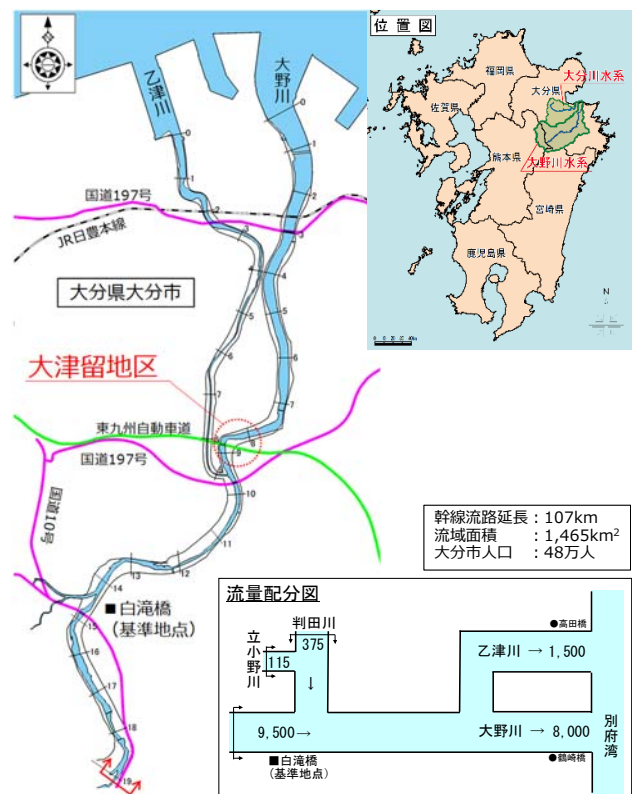 位 置 図
福岡県
大分川水系
大分県
佐賀県
熊本県
大野川水系
宮崎県
鹿児島県
N
乙津川
大野川
0
0
1
1
2
国道197号
3
3
JR日豊本線
4
4
大分県大分市
5
5
6
6
大津留地区
7
7
東九州自動車道
8
9
国道197号
10
国道10号
11
12
13
14
■白滝橋
(基準地点)
15
16
17
18
19
幹線流路延長：107km
流域面積　：1,465km²
大分市人口　：48万人
流量配分図
判田川
立小野川
375
115
↓
●高田橋
乙津川 → 1,500
9,500→
大野川 → 8,000
別府湾
■白滝橋
(基準地点)
●鶴崎橋